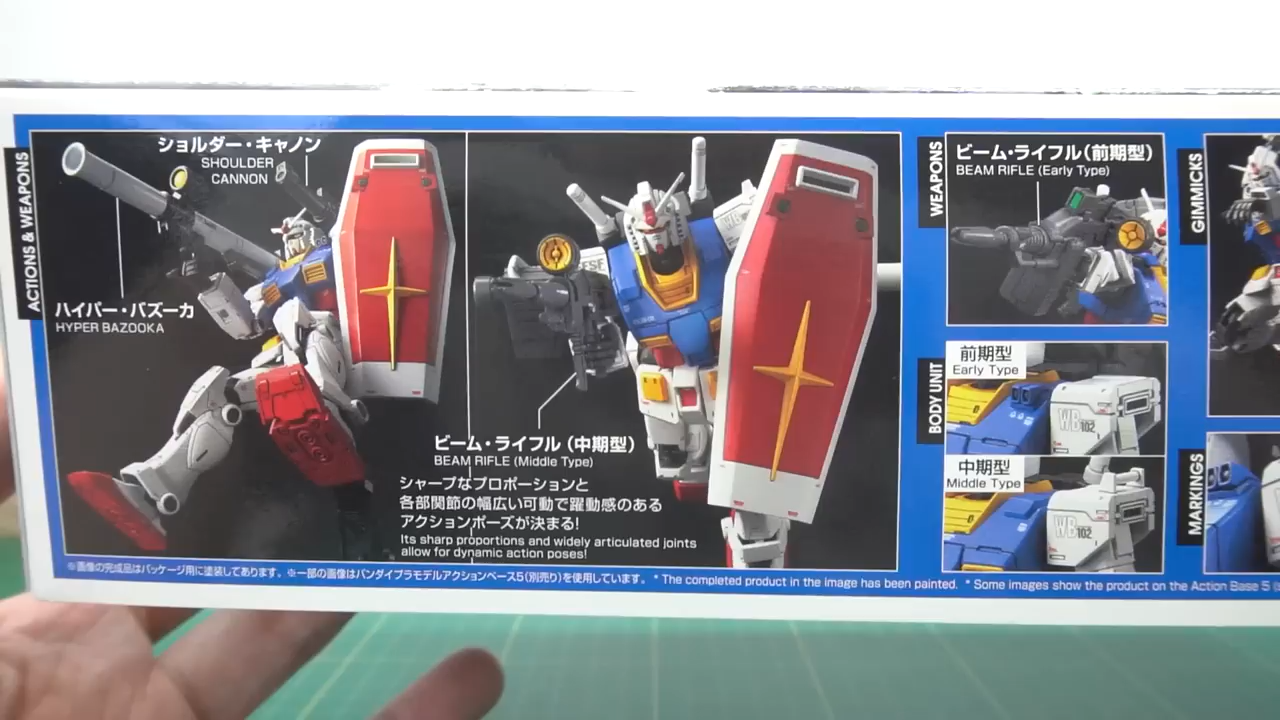 ACTIONS & WEAPONS
ショルダー・キャノン
SHOULDER
CANNON
ハイパー・バズーカ
HYPER BAZOOKA
ビーム・ライフル（中期型）
BEAM RIFLE (Middle Type)
シャープなプロポーションと
各部関節の幅広い可動で躍動感のある
アクションポーズが決まる!
Its sharp proportions and widely articulated joints
allow for dynamic action poses!
WEAPONS
ビーム・ライフル（前期型）
BEAM RIFLE (Early Type)
BODY UNIT
前期型
Early Type
WB
102
中期型
Middle Type
WB
102
GIMMICKS
MARKINGS
※画像の完成品はパッケージ用に塗装してあります。※一部の画像はバンダイプラモデルアクションベース5(別売り)を使用しています。 * The completed product in the image has been painted. * Some images show the product on the Action Base 5